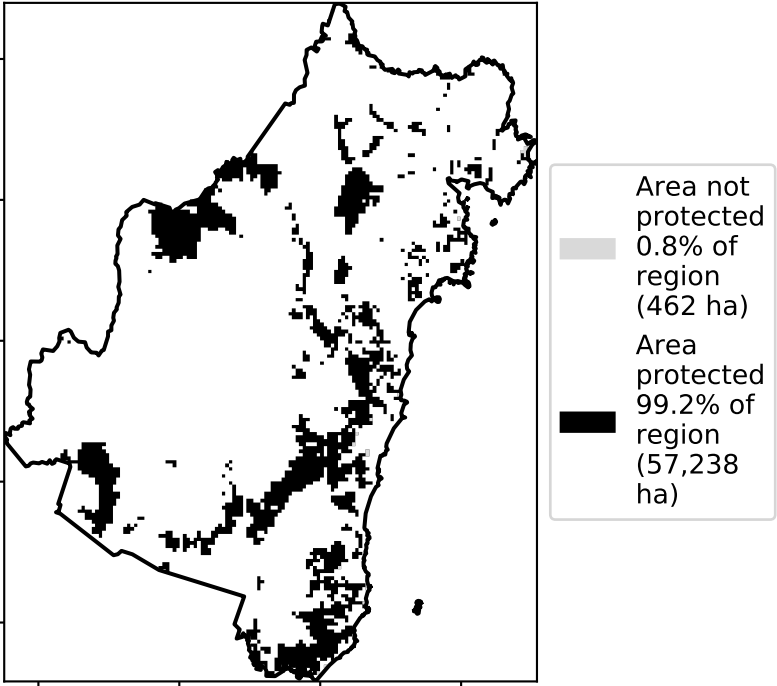 Area not
protected
0.8% of
region
(462 ha)
Area
protected
99.2% of
region
(57,238
ha)